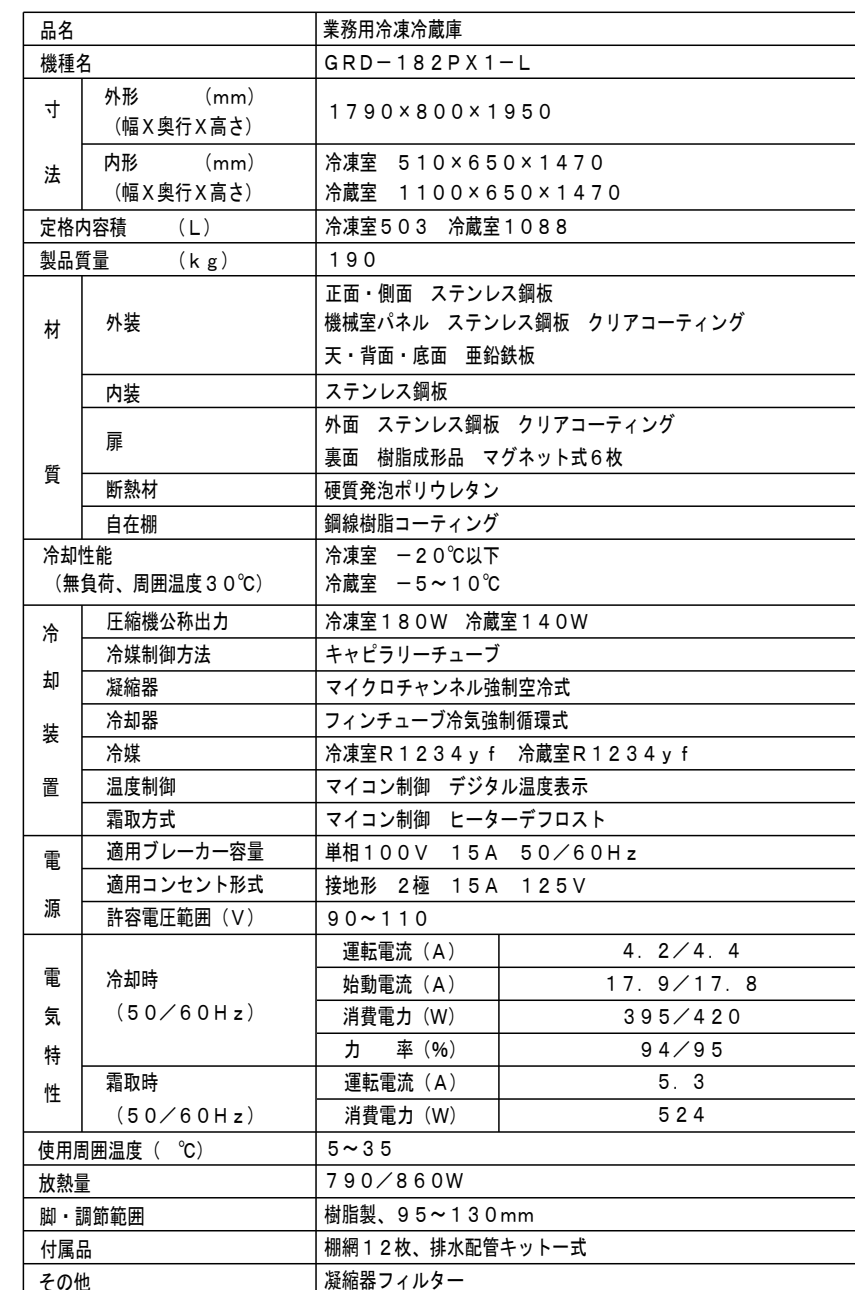 品名　業務用冷凍冷蔵庫
機種名　ＧＲＤ－１８２ＰＸ１－Ｌ
寸法
外形　（mm）
（幅Ｘ奥行Ｘ高さ）
１７９０×８００×１９５０
内形　（mm）
（幅Ｘ奥行Ｘ高さ）
冷凍室　５１０×６５０×１４７０
冷蔵室　１１００×６５０×１４７０
定格内容積　（Ｌ）　冷凍室５０３　冷蔵室１０８８
製品質量　（ｋｇ）　１９０
材質
外装
正面・側面　ステンレス鋼板
機械室パネル　ステンレス鋼板　クリアコーティング
天・背面・底面　亜鉛鉄板
内装　ステンレス鋼板
扉
外面　ステンレス鋼板　クリアコーティング
裏面　樹脂成形品　マグネット式６枚
断熱材　硬質発泡ポリウレタン
自在棚　鋼線樹脂コーティング
冷却性能
（無負荷、周囲温度３０℃）
冷凍室　－２０℃以下
冷蔵室　－５～１０℃
冷却装置
圧縮機公称出力　冷凍室１８０Ｗ　冷蔵室１４０Ｗ
冷媒制御方法　キャピラリーチューブ
凝縮器　マイクロチャンネル強制空冷式
冷却器　フィンチューブ冷気強制循環式
冷媒　冷凍室Ｒ１２３４ｙｆ　冷蔵室Ｒ１２３４ｙｆ
温度制御　マイコン制御　デジタル温度表示
霜取方式　マイコン制御　ヒーターデフロスト
電源
適用ブレーカー容量　単相１００Ｖ　１５Ａ　５０／６０Ｈｚ
適用コンセント形式　接地形　２極　１５Ａ　１２５Ｖ
許容電圧範囲（Ｖ）　９０～１１０
電気特性
冷却時
（５０／６０Hz）
運転電流（Ａ）　４．２／４．４
始動電流（Ａ）　１７．９／１７．８
消費電力（W）　３９５／４２０
力　率（%）　９４／９５
霜取時
（５０／６０Ｈｚ）
運転電流（Ａ）　５．３
消費電力（W）　５２４
使用周囲温度（　℃）　５～３５
放熱量　７９０／８６０Ｗ
脚・調節範囲　樹脂製、９５～１３０mm
付属品　棚網１２枚、排水配管キット一式
その他　凝縮器フィルター